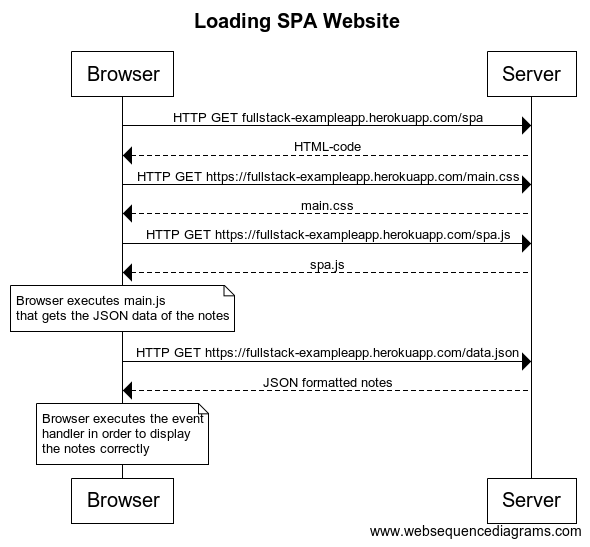 Loading SPA Website
Browser
Server
HTTP GET fullstack-exampleapp.herokuapp.com/spa
HTML-code
HTTP GET https://fullstack-exampleapp.herokuapp.com/main.css
main.css
HTTP GET https://fullstack-exampleapp.herokuapp.com/spa.js
spa.js
Browser executes main.js
that gets the JSON data of the notes
HTTP GET https://fullstack-exampleapp.herokuapp.com/data.json
JSON formatted notes
Browser executes the event
handler in order to display
the notes correctly
Browser
Server
www.websequencediagrams.com